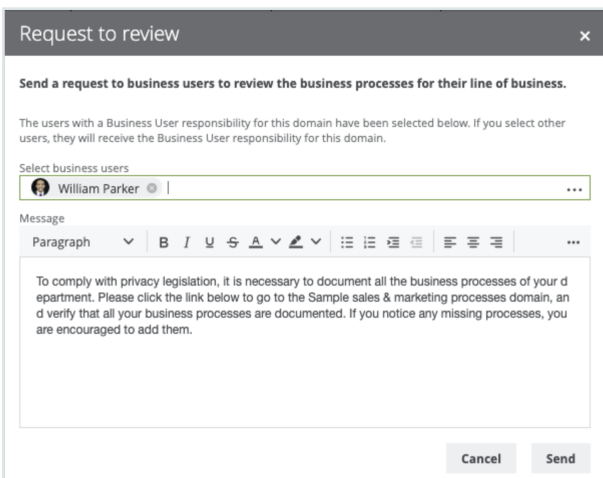 Request to review
×
Send a request to business users to review the business processes for their line of business.
The users with a Business User responsibility for this domain have been selected below. If you select other
users, they will receive the Business User responsibility for this domain.
Select business users
William Parker
Message
Paragraph B I U S A
To comply with privacy legislation, it is necessary to document all the business processes of your d
epartment. Please click the link below to go to the Sample sales & marketing processes domain, an
d verify that all your business processes are documented. If you notice any missing processes, you
are encouraged to add them.
Cancel Send